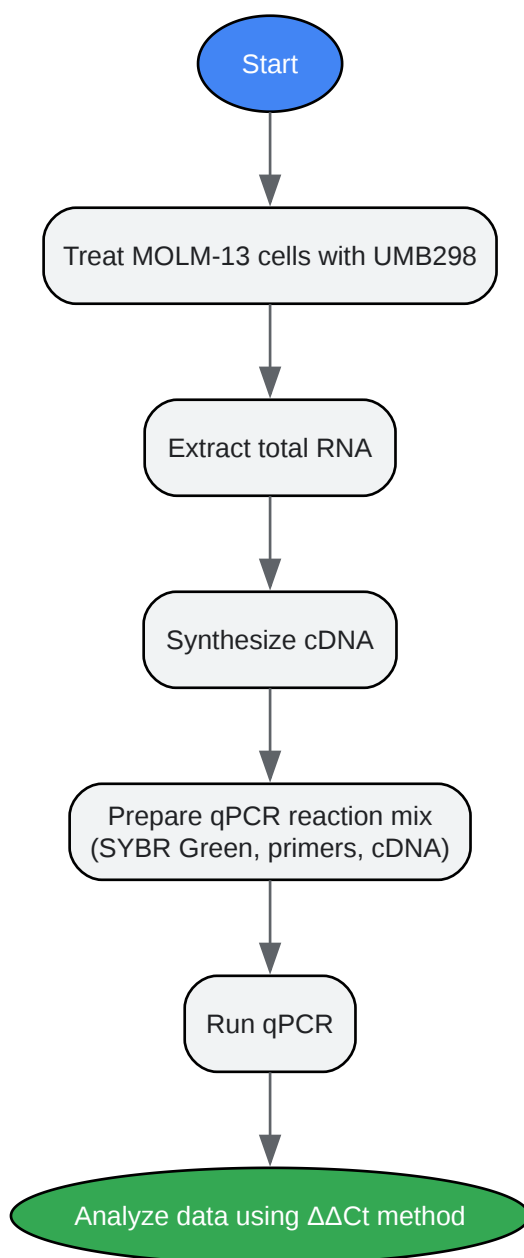 Start
Treat MOLM-13 cells with UMB298
Extract total RNA
Synthesize cDNA
Prepare qPCR reaction mix
(SYBR Green, primers, cDNA)
Run qPCR
Analyze data using ΔΔCt method